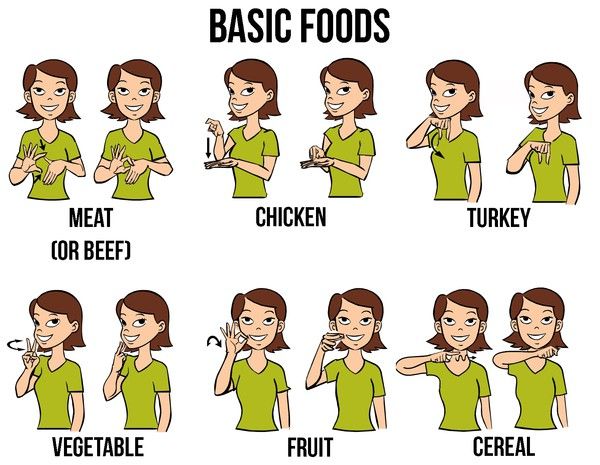 BASIC FOODS
MEAT
(OR BEEF)
CHICKEN
TURKEY
VEGETABLE
FRUIT
CEREAL